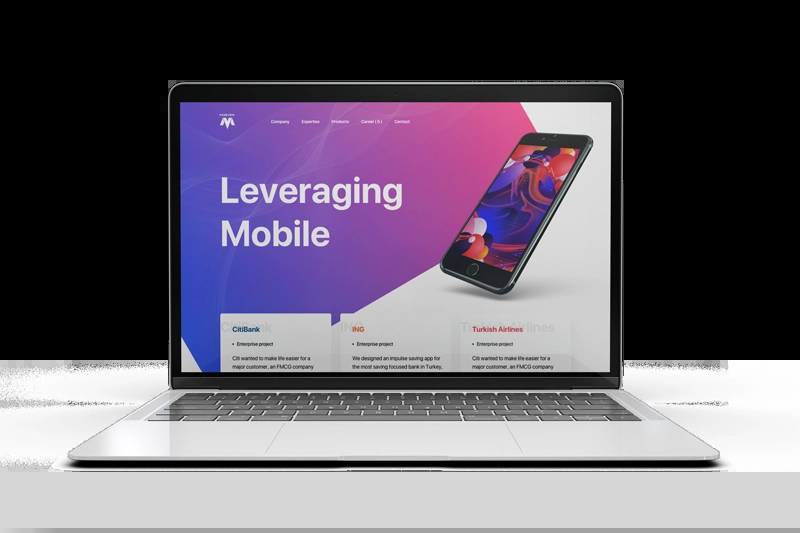 Company Expertise Products Career ( 5 ) Contact
Leveraging
Mobile
CitiBank
Enterprise project
Citi wanted to make life easier for a
major customer, an FMCG company
ING
Enterprise project
We designed an impulse saving app for
the most saving focused bank in Turkey,
Turkish Airlines
Enterprise project
Citi wanted to make life easier for a
major customer, an FMCG company